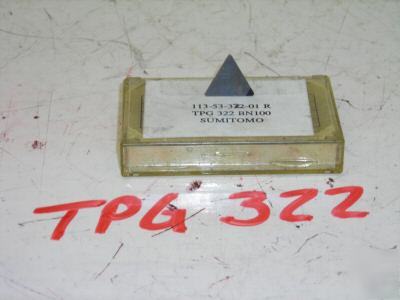 113-53-322-01 R
TPG 322 BN100
SUMITOMO
TPG 322